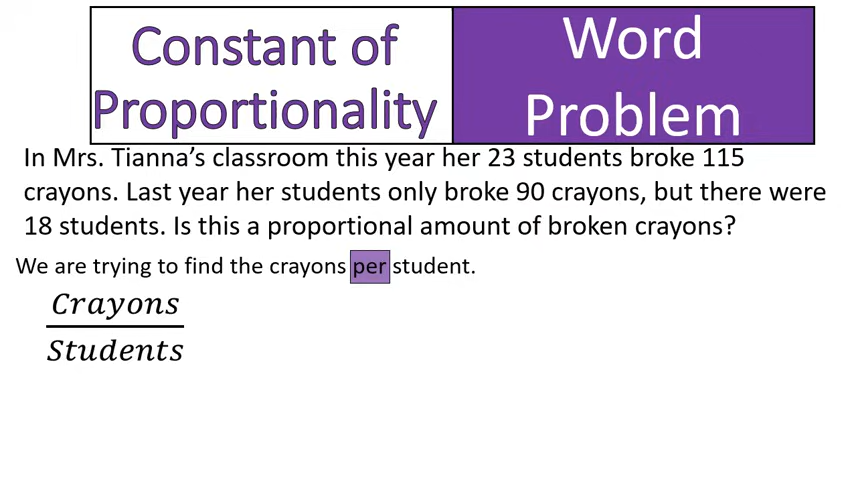 Constant of
Proportionality
Word
Problem
In Mrs. Tianna’s classroom this year her 23 students broke 115
crayons. Last year her students only broke 90 crayons, but there were
18 students. Is this a proportional amount of broken crayons?
We are trying to find the crayons per student.
Crayons
Students